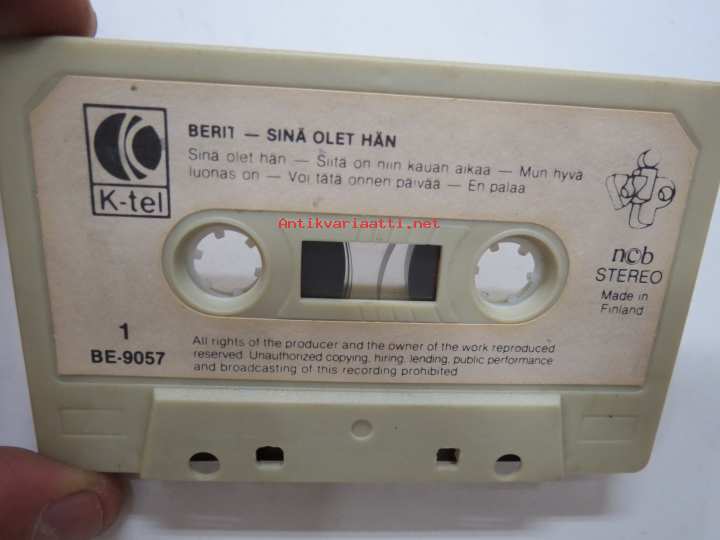 BERIT — SINÄ OLET HÄN
Sinä olet hän — Siitä on niin kauan aikaa — Mun hyvä
luonas on — Voi tätä onnen päivää — En palaa
K-tel
Antikvariaatti.net
ncb
STEREO
Made in
Finland
1
BE-9057
All rights of the producer and the owner of the work reproduced
reserved. Unauthorized copying, hiring, lending, public performance
and broadcasting of this recording prohibited